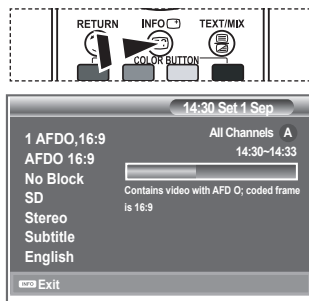 RETURN INFO TEXT/MIX
COLOR BUTTON
14:30 Set 1 Sep
All Channels A
14:30~14:33
1 AFDO,16:9
AFDO 16:9
No Block
SD
Stereo
Subtitle
English
Contains video with AFD O; coded frame
is 16:9
INFO Exit